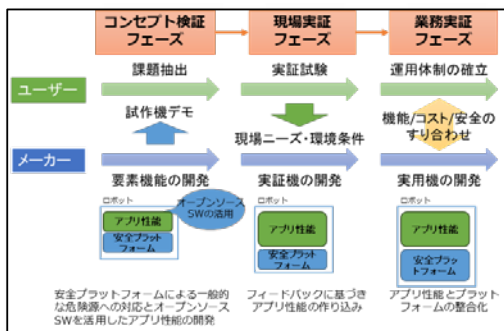 コンセプト検証
フェーズ
現場実証
フェーズ
業務実証
フェーズ
課題抽出
実証試験
運用体制の確立
ユーザー
試作機デモ
現場ニーズ・環境条件
機能/コスト/安全の
すり合わせ
メーカー
要素機能の開発
実証機の開発
実用機の開発
ロボット
オープンソース
SWの活用
アプリ性能
安全プラット
フォーム
ロボット
アプリ性能
安全プラット
フォーム
ロボット
アプリ性能
安全プラッ
トフォーム
安全プラットフォームによる一般的
な危険源への対応とオープンソース
SWを活用したアプリ性能の開発
フィードバックに基づき
アプリ性能の作り込み
アプリ性能とプラット
フォームの整合化